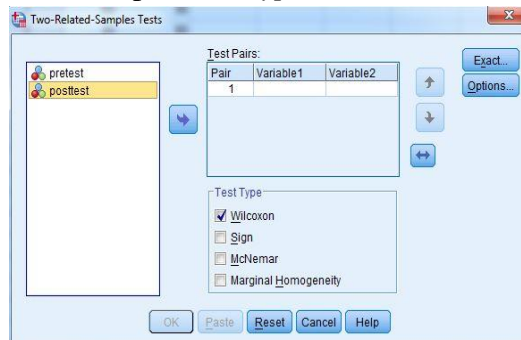 Two-Related-Samples Tests
pretest
posttest
Test Pairs:
Pair Variable1 Variable2
1
Exact...
Options...
Test Type
Wilcoxon
Sign
McNemar
Marginal Homogeneity
OK Paste Reset Cancel Help